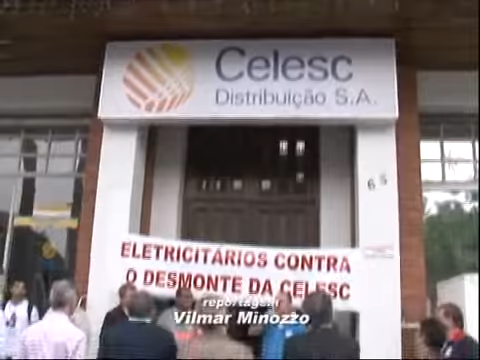 Celesc
Distribuição S.A.
65
ELETRICITÁRIOS CONTRA
O DESMONTE DA CELESC
reportagem
Vilmar Minozzo